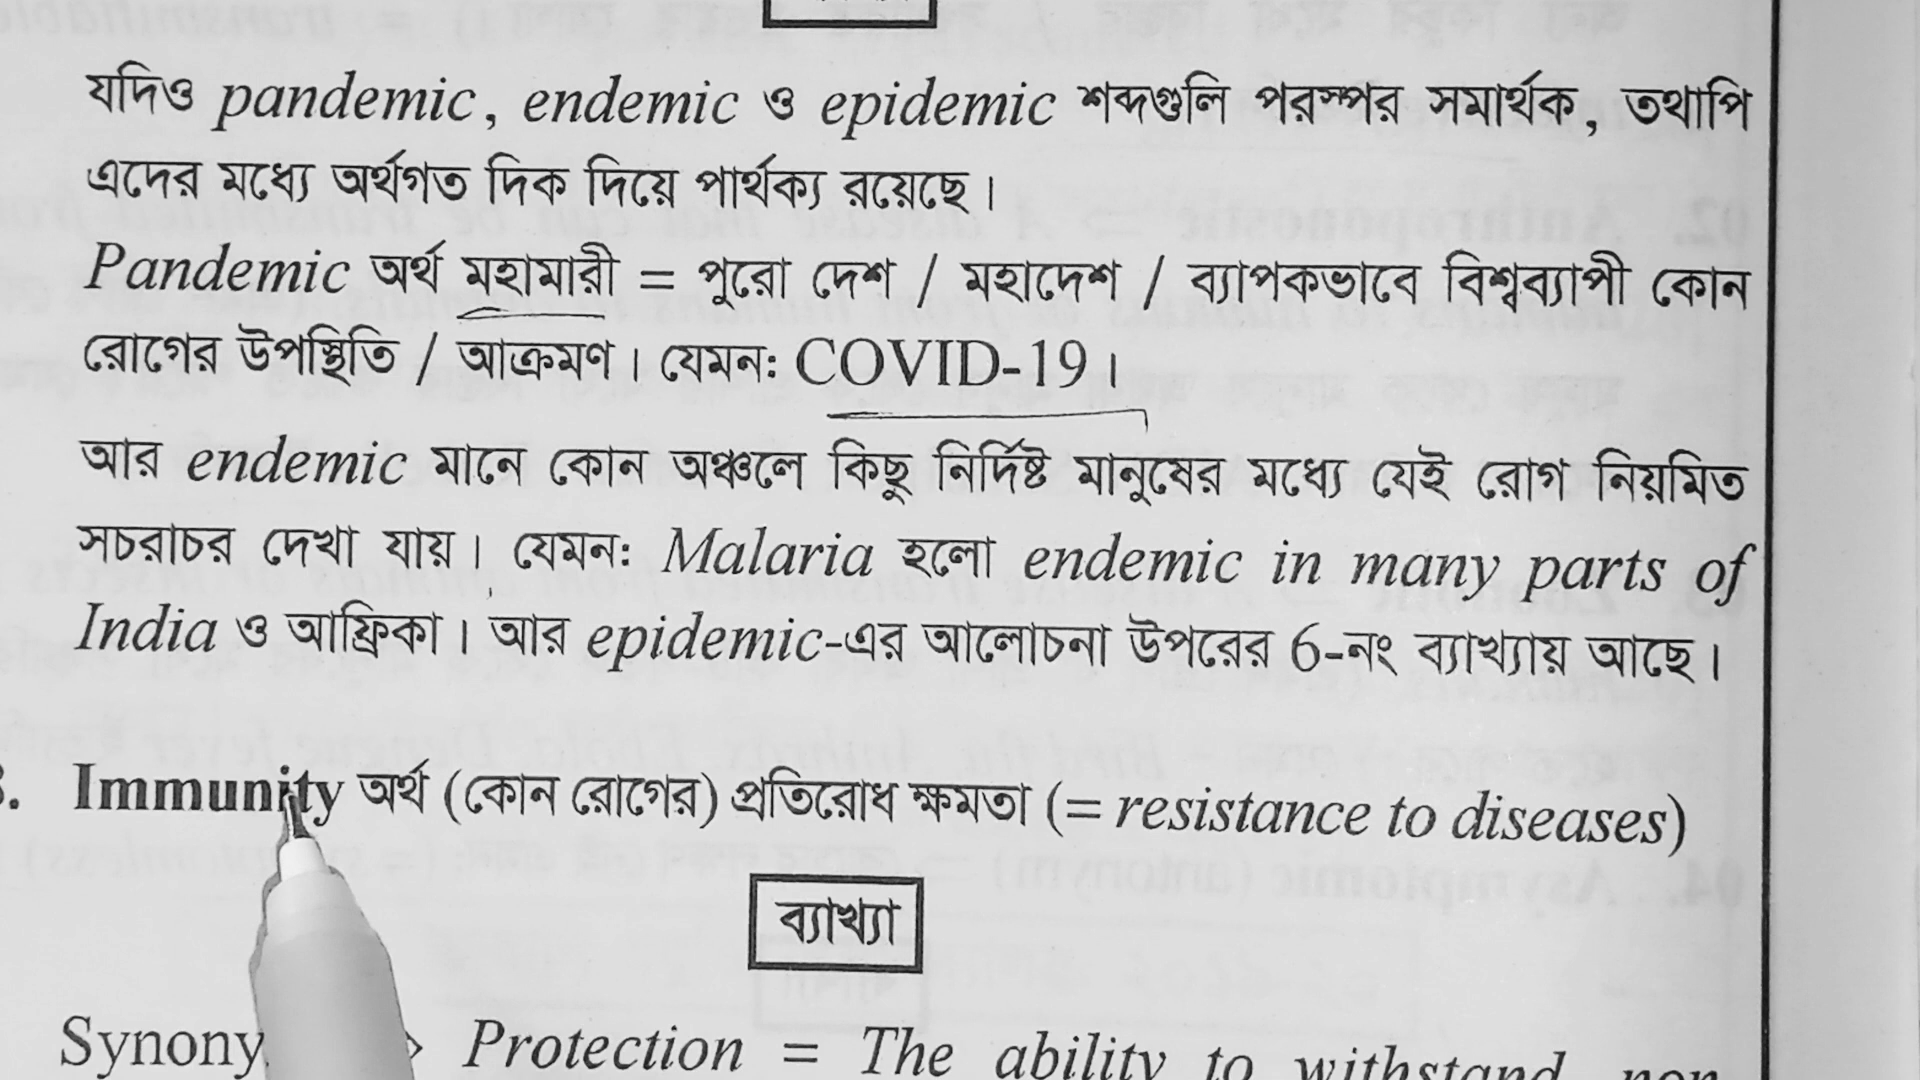 যদিও pandemic, endemic ও epidemic শব্দগুলি পরস্পর সমার্থক, তথাপি
এদের মধ্যে অর্থগত দিক দিয়ে পার্থক্য রয়েছে।
Pandemic অর্থ মহামারী = পুরো দেশ / মহাদেশ / ব্যাপকভাবে বিশ্বব্যাপী কোন
রোগের উপস্থিতি / আক্রমণ। যেমন: COVID-19।
আর endemic মানে কোন অঞ্চলে কিছু নির্দিষ্ট মানুষের মধ্যে যেই রোগ নিয়মিত
সচরাচর দেখা যায়। যেমন: Malaria হলো endemic in many parts of
India ও আফ্রিকা। আর epidemic-এর আলোচনা উপরের 6-নং ব্যাখ্যায় আছে।
Immunity অর্থ (কোন রোগের) প্রতিরোধ ক্ষমতা (= resistance to diseases)
ব্যাখ্যা
Protection = The ability to withstand